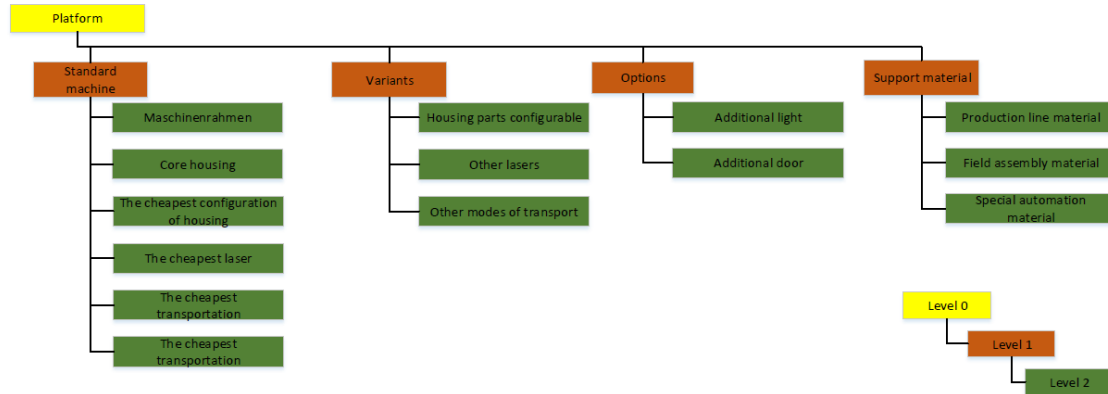 Platform
Standard
machine
Variants
Options
Support material
Maschinenrahmen
Housing parts configurable
Additional light
Production line material
Core housing
Other lasers
Additional door
Field assembly material
The cheapest configuration
of housing
Other modes of transport
Special automation
material
The cheapest laser
The cheapest
transportation
The cheapest
transportation
Level 0
Level 1
Level 2